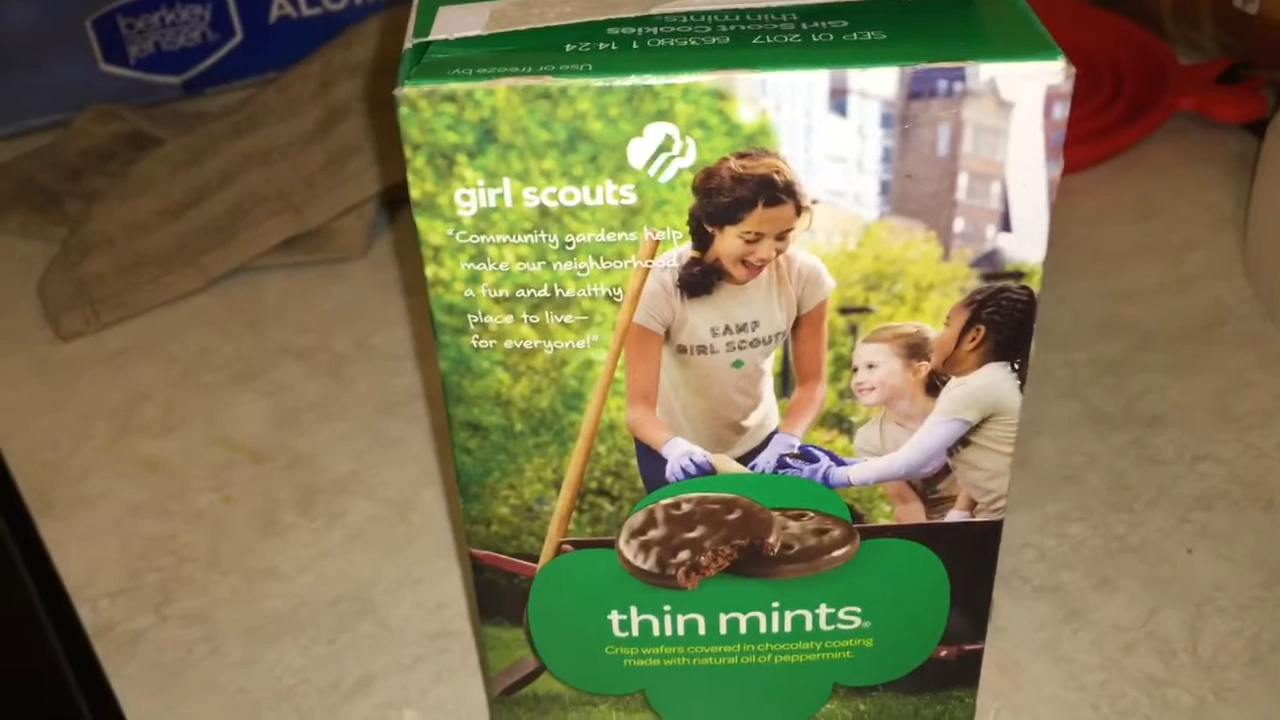 berkley
jensen
ALUM
thin mints
Girl Scout Cookies
SEP 01 2017 663580 1 14:24
Use or freeze by:
girl scouts
"Community gardens help
make our neighborhood
a fun and healthy
place to live—
for everyone!"
CAMP
GIRL SCOUTS
thin mints®
Crisp wafers covered in chocolaty coating
made with natural oil of peppermint.